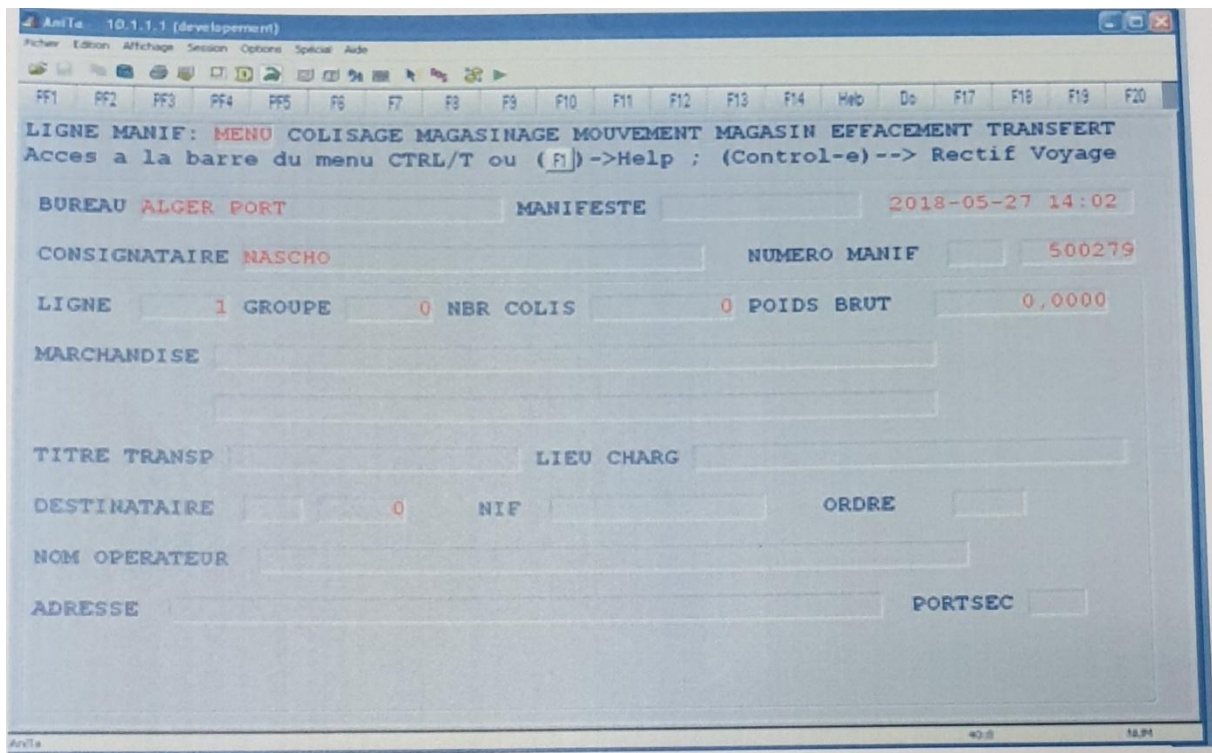 AniTa 10.1.1.1 (developement)
Fichier Edition Affichage Session Options Spécial Aide
PF1 PF2 PF3 PF4 PF5 F6 F7 F8 F9 F10 F11 F12 F13 F14 Help Do F17 F18 F19 F20
LIGNE MANIF: MENU COLISAGE MAGASINAGE MOUVEMENT MAGASIN EFFACEMENT TRANSFERT
Acces a la barre du menu CTRL/T ou (F1)->Help ; (Control-e)--> Rectif Voyage
BUREAU ALGER PORT MANIFESTE 2018-05-27 14:02
CONSIGNATAIRE NASCHO NUMERO MANIF 500279
LIGNE 1 GROUPE 0 NBR COLIS 0 POIDS BRUT 0,0000
MARCHANDISE
TITRE TRANSP LIEU CHARG
DESTINATAIRE 0 NIF ORDRE
NOM OPERATEUR
ADRESSE PORTSEC
AniTa